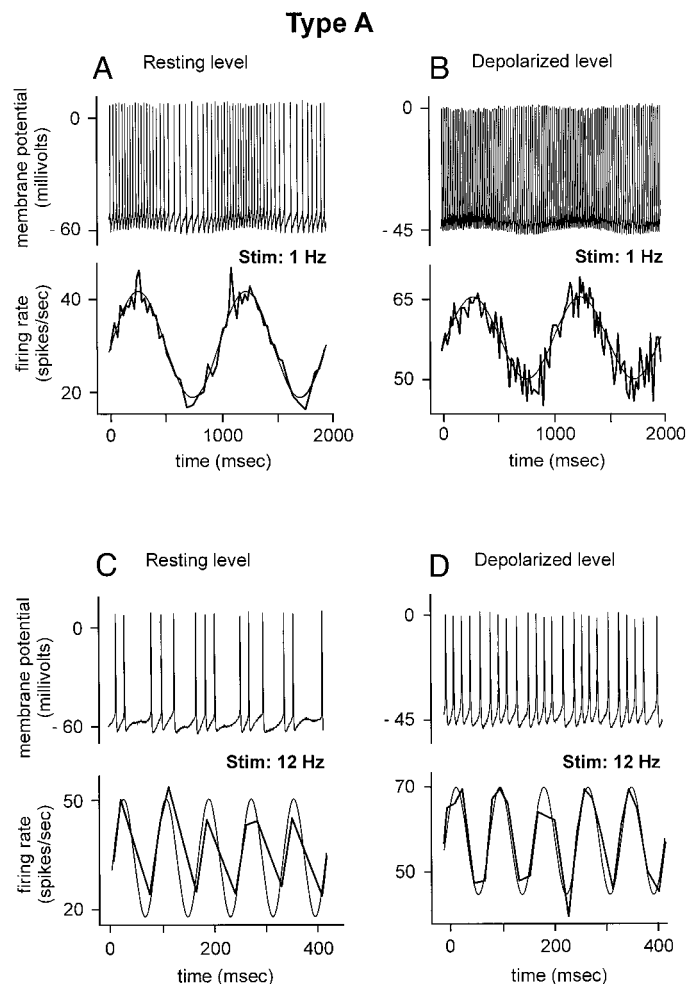 Type A
A Resting level
B Depolarized level
membrane potential
(millivolts)
0
- 60
0
- 45
Stim: 1 Hz
Stim: 1 Hz
firing rate
(spikes/sec)
40
20
65
50
0 1000 2000
0 1000 2000
time (msec)
time (msec)
C Resting level
D Depolarized level
membrane potential
(millivolts)
0
- 60
0
- 45
Stim: 12 Hz
Stim: 12 Hz
firing rate
(spikes/sec)
50
20
70
50
0 200 400
0 200 400
time (msec)
time (msec)